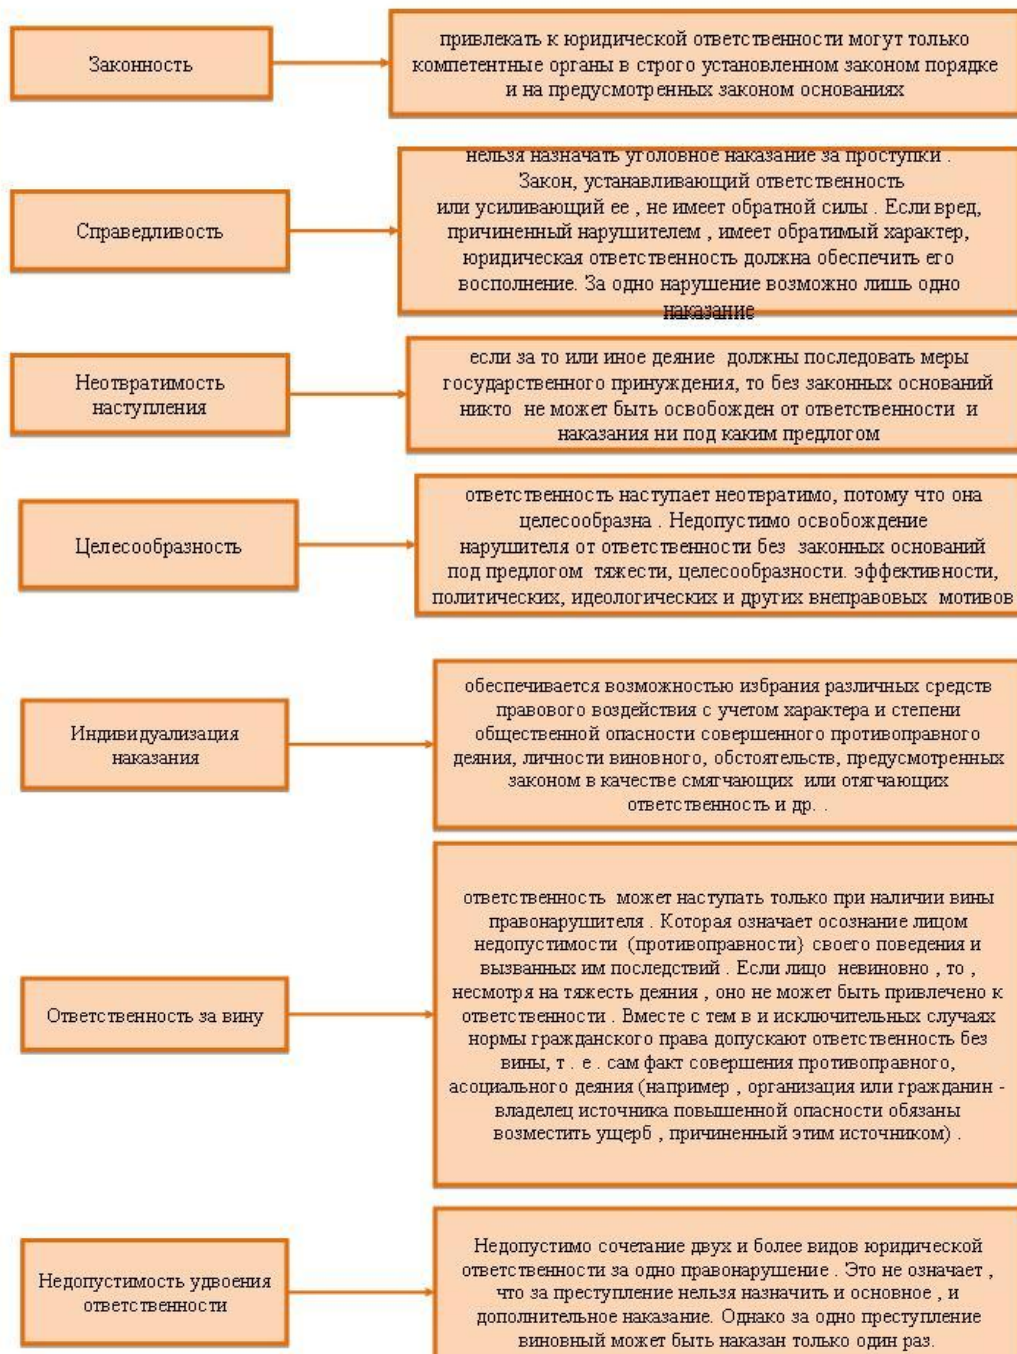 Законность
привлекать к юридической ответственности могут только
компетентные органы в строго установленном законом порядке
и на предусмотренных законом основаниях
Справедливость
нельзя назначать уголовное наказание за проступки .
Закон, устанавливающий ответственность
или усиливающий ее , не имеет обратной силы . Если вред,
причиненный нарушителем , имеет обратимый характер,
юридическая ответственность должна обеспечить его
восполнение. За одно нарушение возможно лишь одно
наказание
Неотвратимость
наступления
если за то или иное деяние должны последовать меры
государственного принуждения, то без законных оснований
никто не может быть освобожден от ответственности и
наказания ни под каким предлогом
Целесообразность
ответственность наступает неотвратимо, потому что она
целесообразна . Недопустимо освобождение
нарушителя от ответственности без законных оснований
под предлогом тяжести, целесообразности. эффективности,
политических, идеологических и других внеправовых мотивов
Индивидуализация
наказания
обеспечивается возможностью избрания различных средств
правового воздействия с учетом характера и степени
общественной опасности совершенного противоправного
деяния, личности виновного, обстоятельств, предусмотренных
законом в качестве смягчающих или отягчающих
ответственность и др. .
Ответственность за вину
ответственность может наступать только при наличии вины
правонарушителя . Которая означает осознание лицом
недопустимости (противоправности} своего поведения и
вызванных им последствий . Если лицо невиновно , то ,
несмотря на тяжесть деяния , оно не может быть привлечено к
ответственности . Вместе с тем в и исключительных случаях
нормы гражданского права допускают ответственность без
вины, т . е . сам факт совершения противоправного,
асоциального деяния (например , организация или гражданин -
владелец источника повышенной опасности обязаны
возместить ущерб , причиненный этим источником) .
Недопустимость удвоения
ответственности
Недопустимо сочетание двух и более видов юридической
ответственности за одно правонарушение . Это не означает ,
что за преступление нельзя назначить и основное , и
дополнительное наказание. Однако за одно преступление
виновный может быть наказан только один раз.